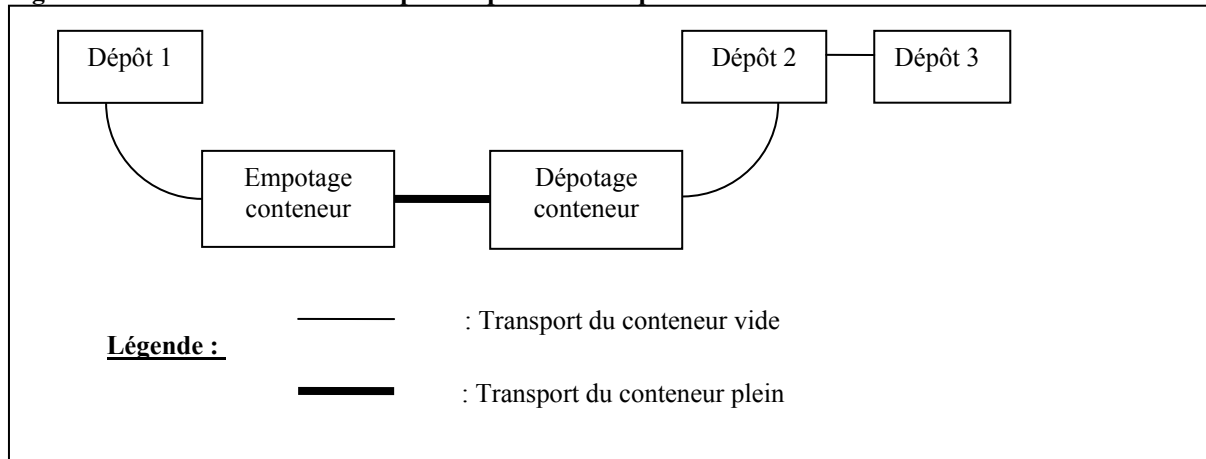 Dépôt 1
Dépôt 2
Dépôt 3
Empotage
conteneur
Dépotage
conteneur
: Transport du conteneur vide
Légende :
: Transport du conteneur plein